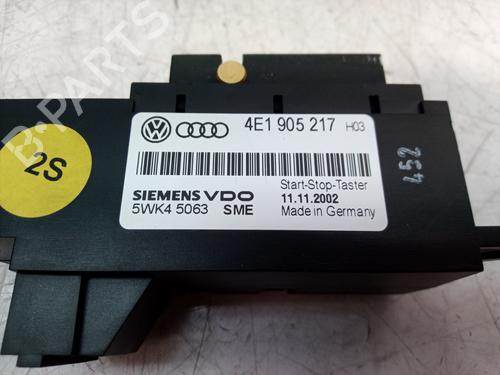 B-PARTS
2S
4E1 905 217 H03
SIEMENS VDO
5WK4 5063 SME
Start-Stop-Taster
11.11.2002
Made in Germany
452